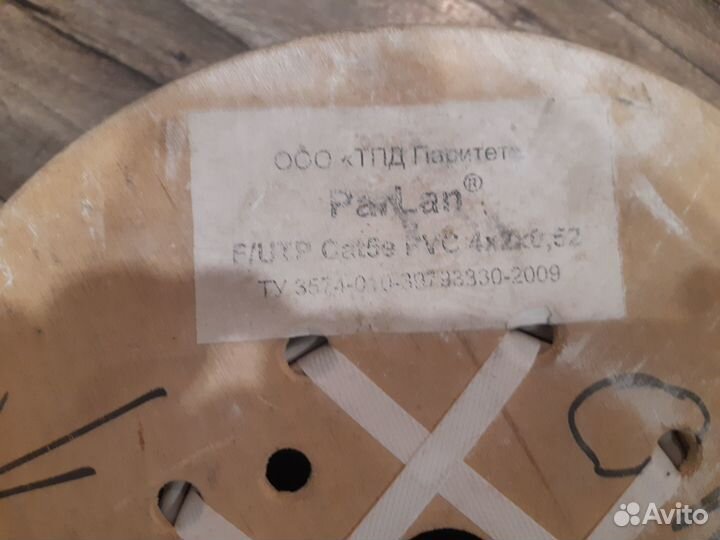 ООО «ТПД Паритет»
ParLan®
F/UTP Cat5e PVC 4x2x0,52
ТУ 3574-010-39793330-2009
Avito